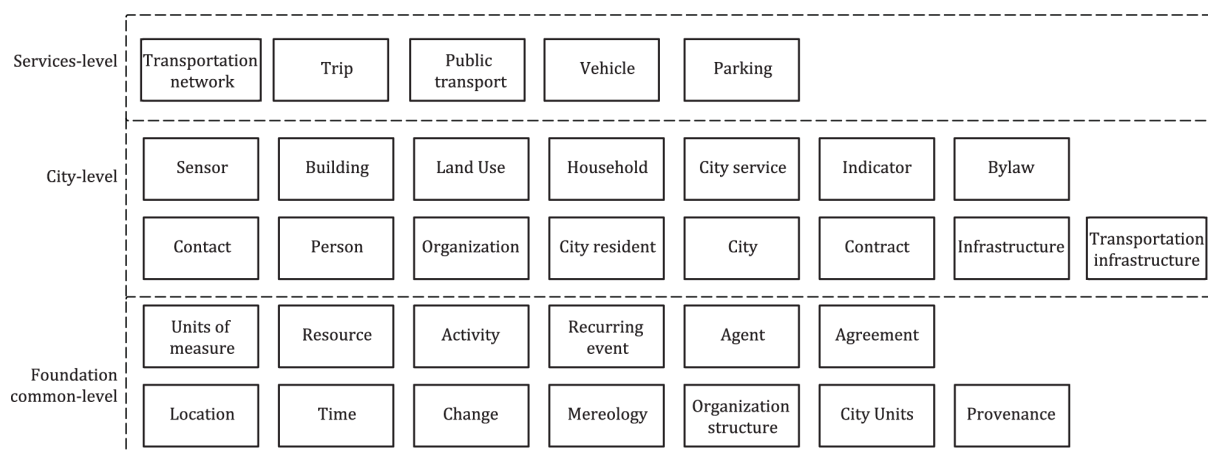 Services-level
Transportation
network
Trip
Public
transport
Vehicle
Parking
City-level
Sensor
Building
Land Use
Household
City service
Indicator
Bylaw
Contact
Person
Organization
City resident
City
Contract
Infrastructure
Transportation
infrastructure
Foundation
common-level
Units of
measure
Resource
Activity
Recurring
event
Agent
Agreement
Location
Time
Change
Mereology
Organization
structure
City Units
Provenance